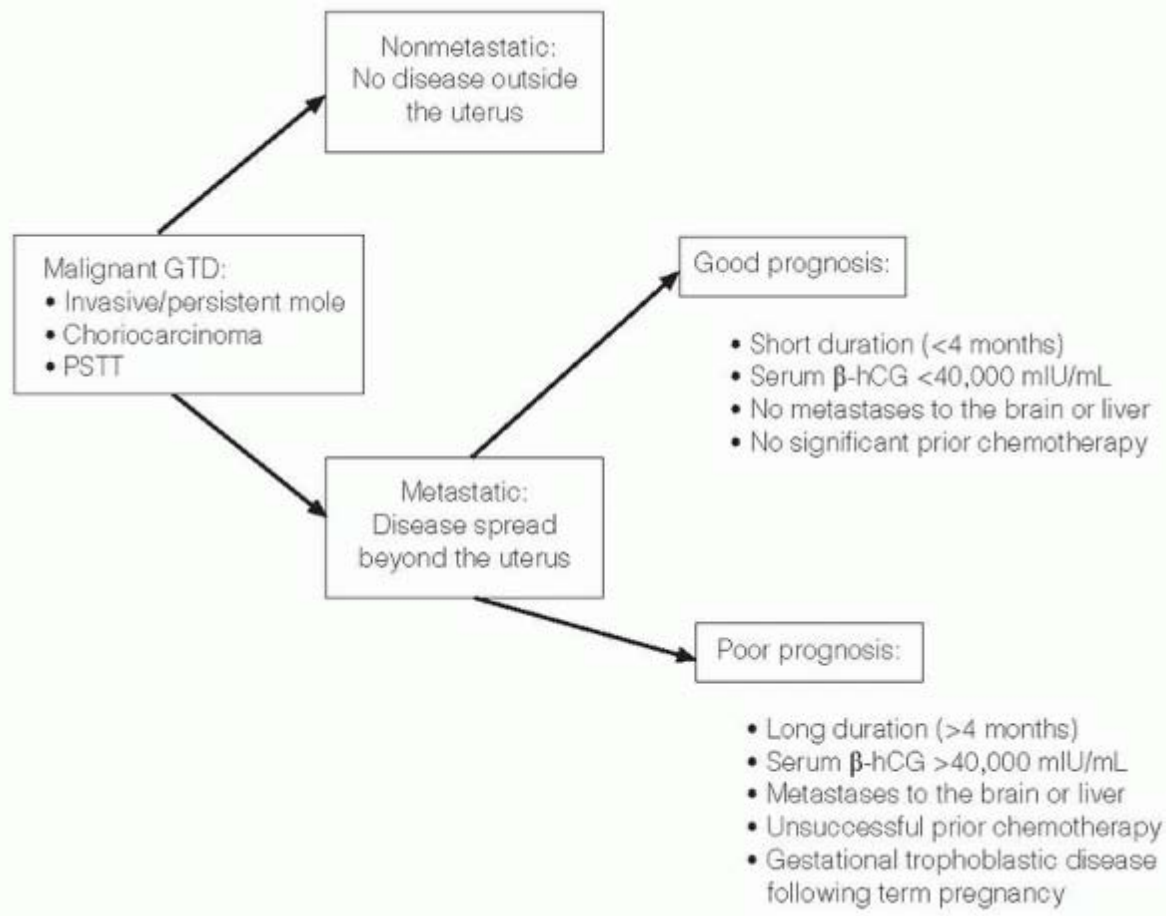 Nonmetastatic:
No disease outside
the uterus
Malignant GTD:
• Invasive/persistent mole
• Choriocarcinoma
• PSTT
Good prognosis:
• Short duration (<4 months)
• Serum β-hCG <40,000 mIU/mL
• No metastases to the brain or liver
• No significant prior chemotherapy
Metastatic:
Disease spread
beyond the uterus
Poor prognosis:
• Long duration (>4 months)
• Serum β-hCG >40,000 mIU/mL
• Metastases to the brain or liver
• Unsuccessful prior chemotherapy
• Gestational trophoblastic disease
following term pregnancy